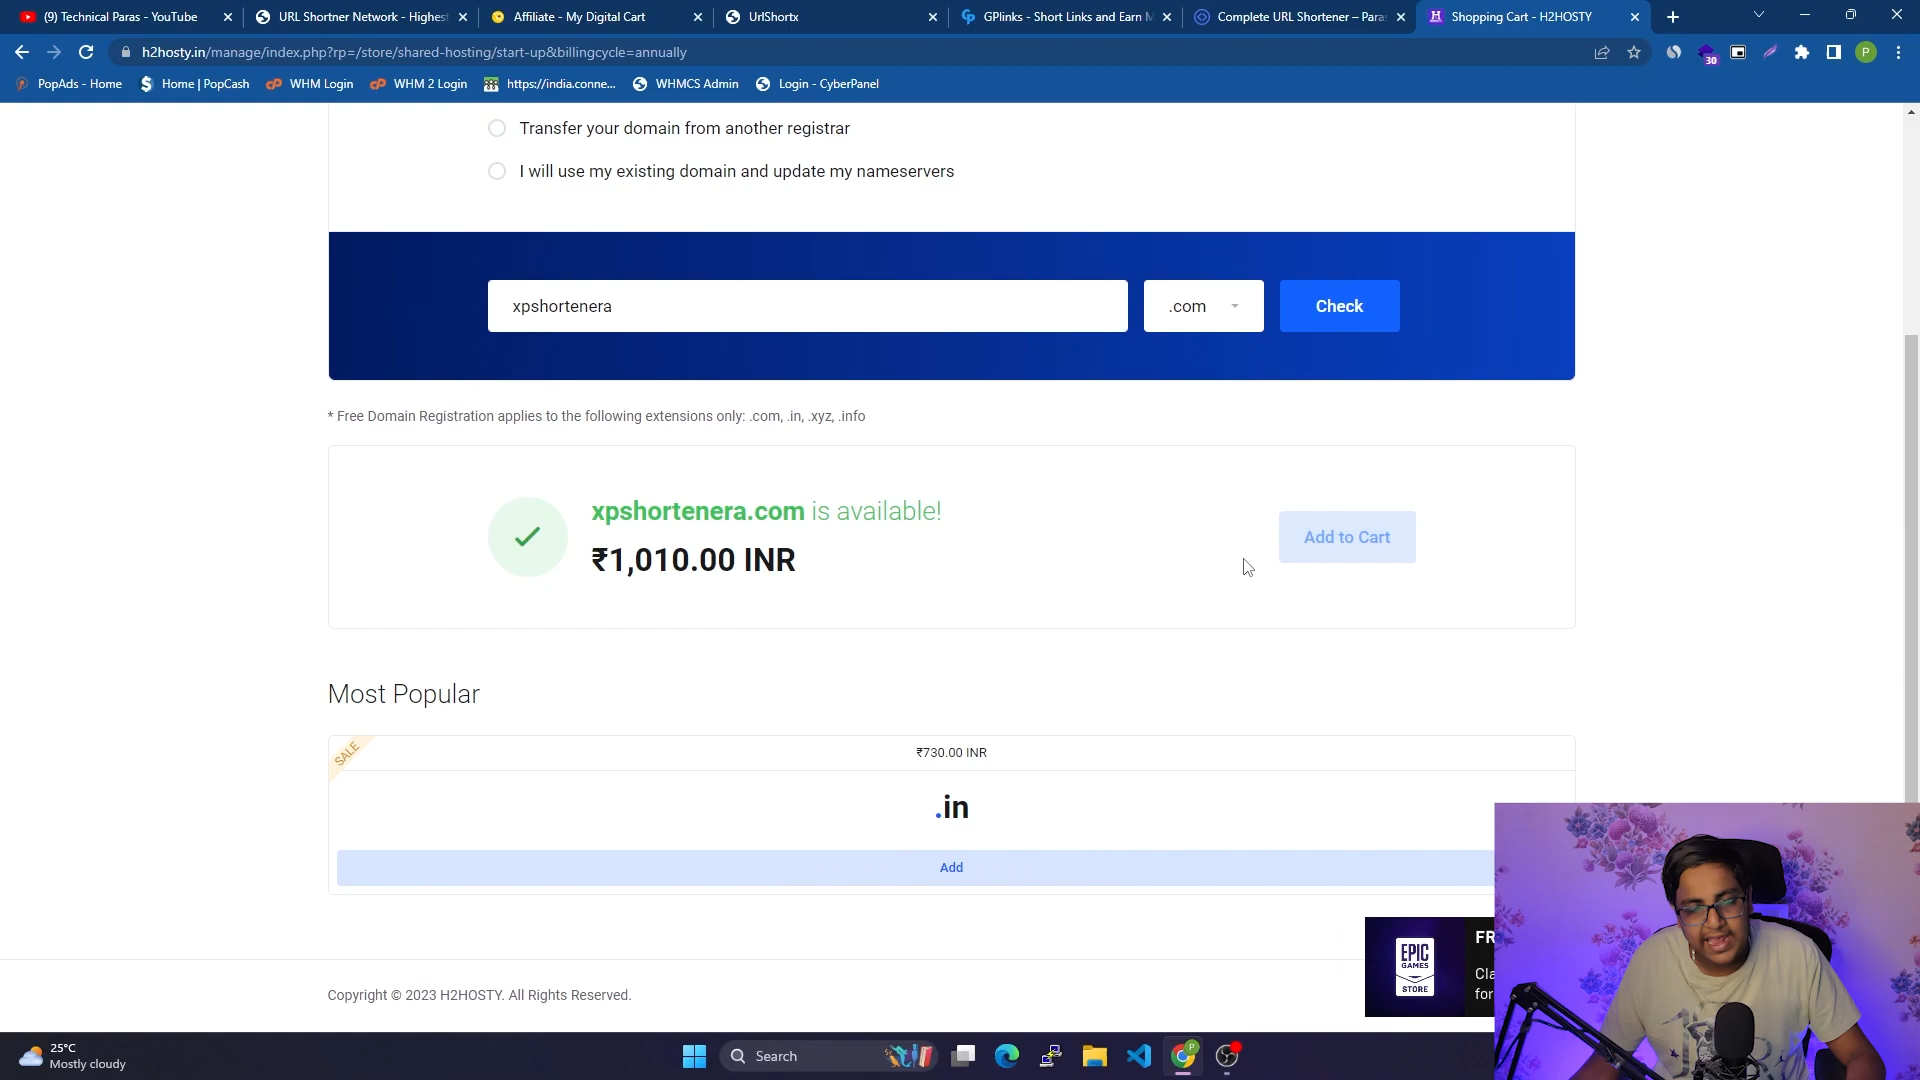 (9) Technical Paras - YouTube
URL Shortner Network - Highest
Affiliate - My Digital Cart
UrlShortx
GPlinks - Short Links and Earn M
Complete URL Shortener – Paras
Shopping Cart - H2HOSTY
h2hosty.in/manage/index.php?rp=/store/shared-hosting/start-up&billingcycle=annually
30
P
PopAds - Home
Home | PopCash
WHM Login
WHM 2 Login
https://india.conne...
WHMCS Admin
Login - CyberPanel
Transfer your domain from another registrar
I will use my existing domain and update my nameservers
xpshortenera
.com
Check
* Free Domain Registration applies to the following extensions only: .com, .in, .xyz, .info
xpshortenera.com is available!
₹1,010.00 INR
Add to Cart
Most Popular
SALE
₹730.00 INR
.in
Add
EPIC
GAMES
STORE
FR
Cla
for
Copyright © 2023 H2HOSTY. All Rights Reserved.
25°C
Mostly cloudy
Search